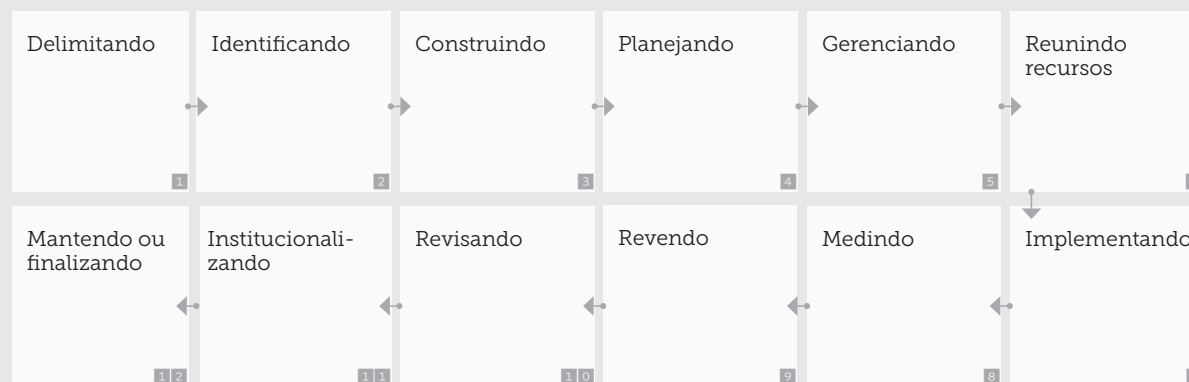 Delimitando
1
Identificando
2
Construindo
3
Planejando
4
Gerenciando
5
Reunindo
recursos
Implementando
Medindo
8
Revendo
9
Revisando
10
Institucionali-
zando
11
Mantendo ou
finalizando
12